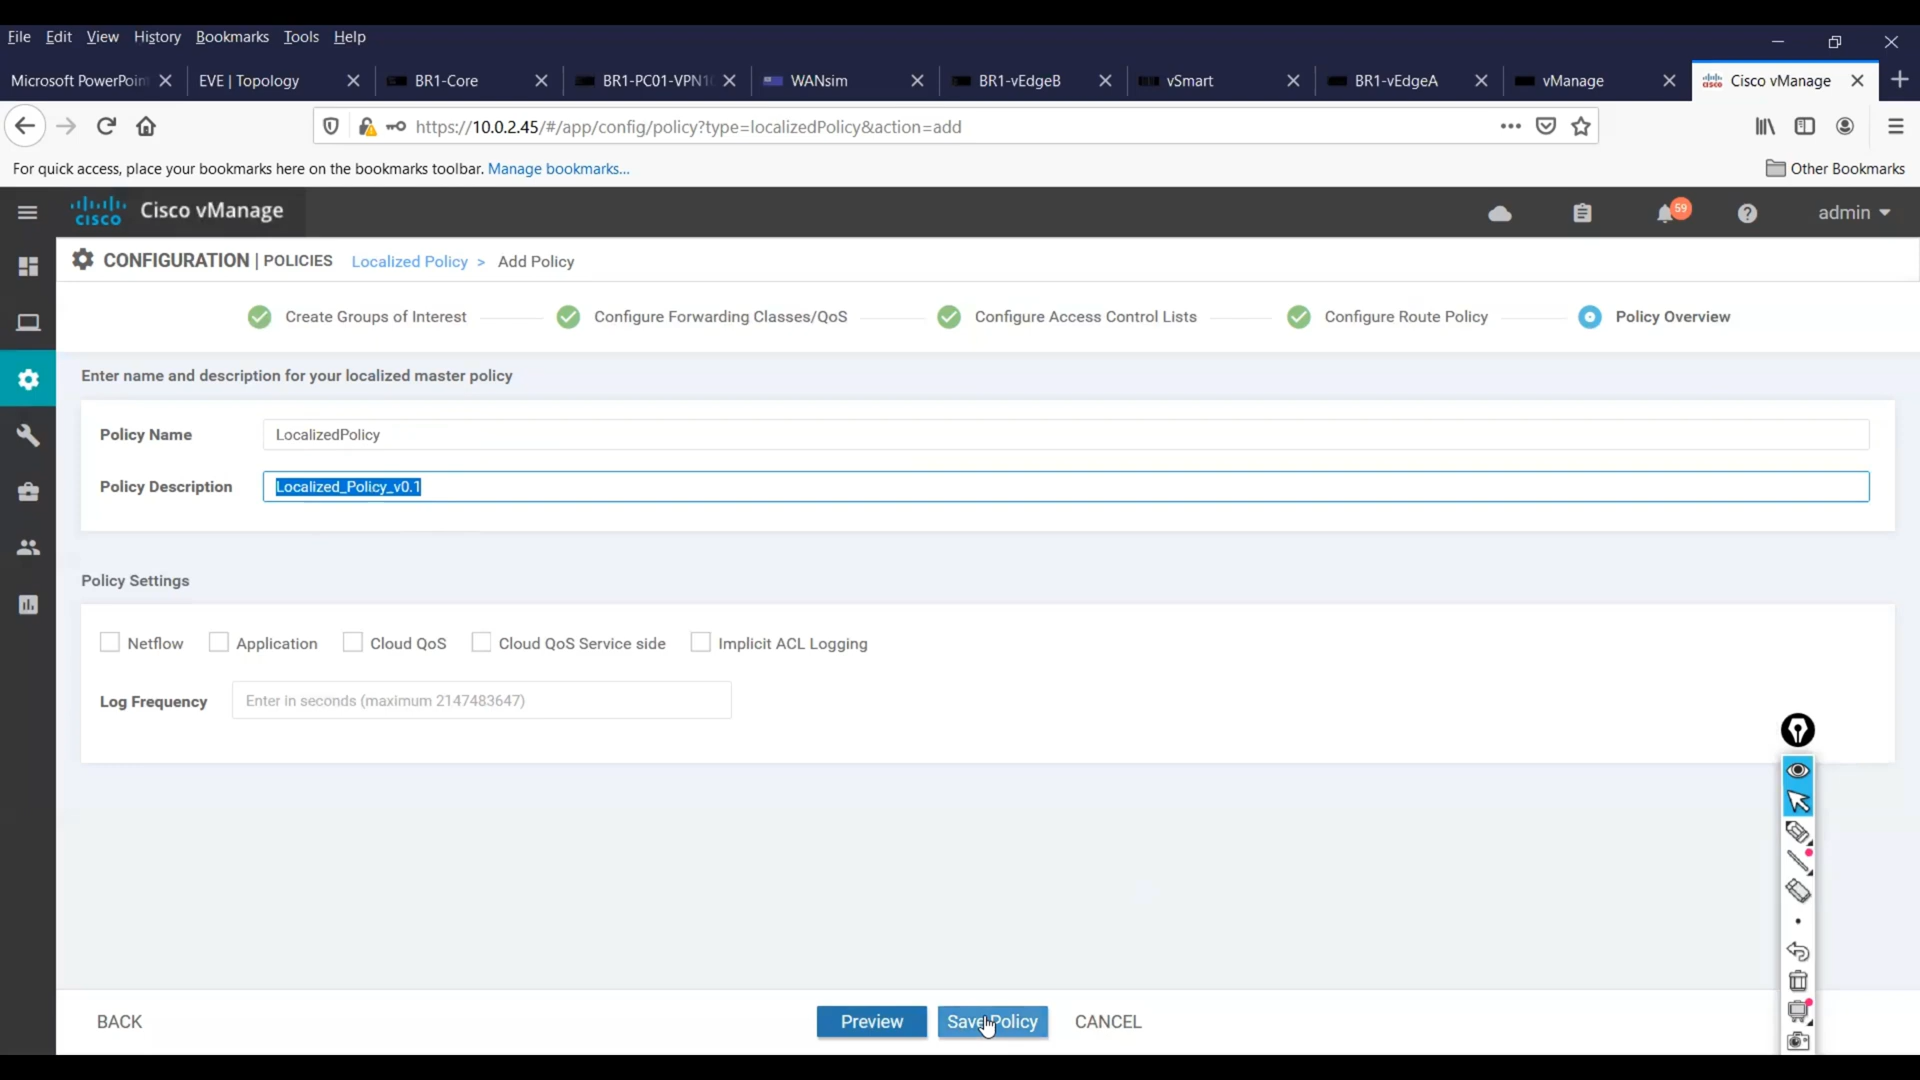 File Edit View History Bookmarks Tools Help
Microsoft PowerPoin EVE | Topology BR1-Core BR1-PC01-VPN1 WANsim BR1-vEdgeB vSmart BR1-vEdgeA vManage Cisco vManage
https://10.0.2.45/#/app/config/policy?type=localizedPolicy&action=add
For quick access, place your bookmarks here on the bookmarks toolbar. Manage bookmarks... Other Bookmarks
cisco Cisco vManage 59 admin
CONFIGURATION | POLICIES Localized Policy > Add Policy
Create Groups of Interest Configure Forwarding Classes/QoS Configure Access Control Lists Configure Route Policy Policy Overview
Enter name and description for your localized master policy
Policy Name LocalizedPolicy
Policy Description Localized_Policy_v0.1
Policy Settings
Netflow Application Cloud QoS Cloud QoS Service side Implicit ACL Logging
Log Frequency Enter in seconds (maximum 2147483647)
BACK Preview Save Policy CANCEL